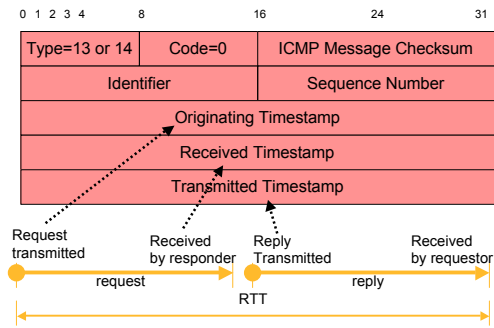 0 1 2 3 4 8 16 24 31
Type=13 or 14 Code=0 ICMP Message Checksum
Identifier Sequence Number
Originating Timestamp
Received Timestamp
Transmitted Timestamp
Request
transmitted
Received
by responder
Reply
Transmitted
Received
by requestor
request reply
RTT